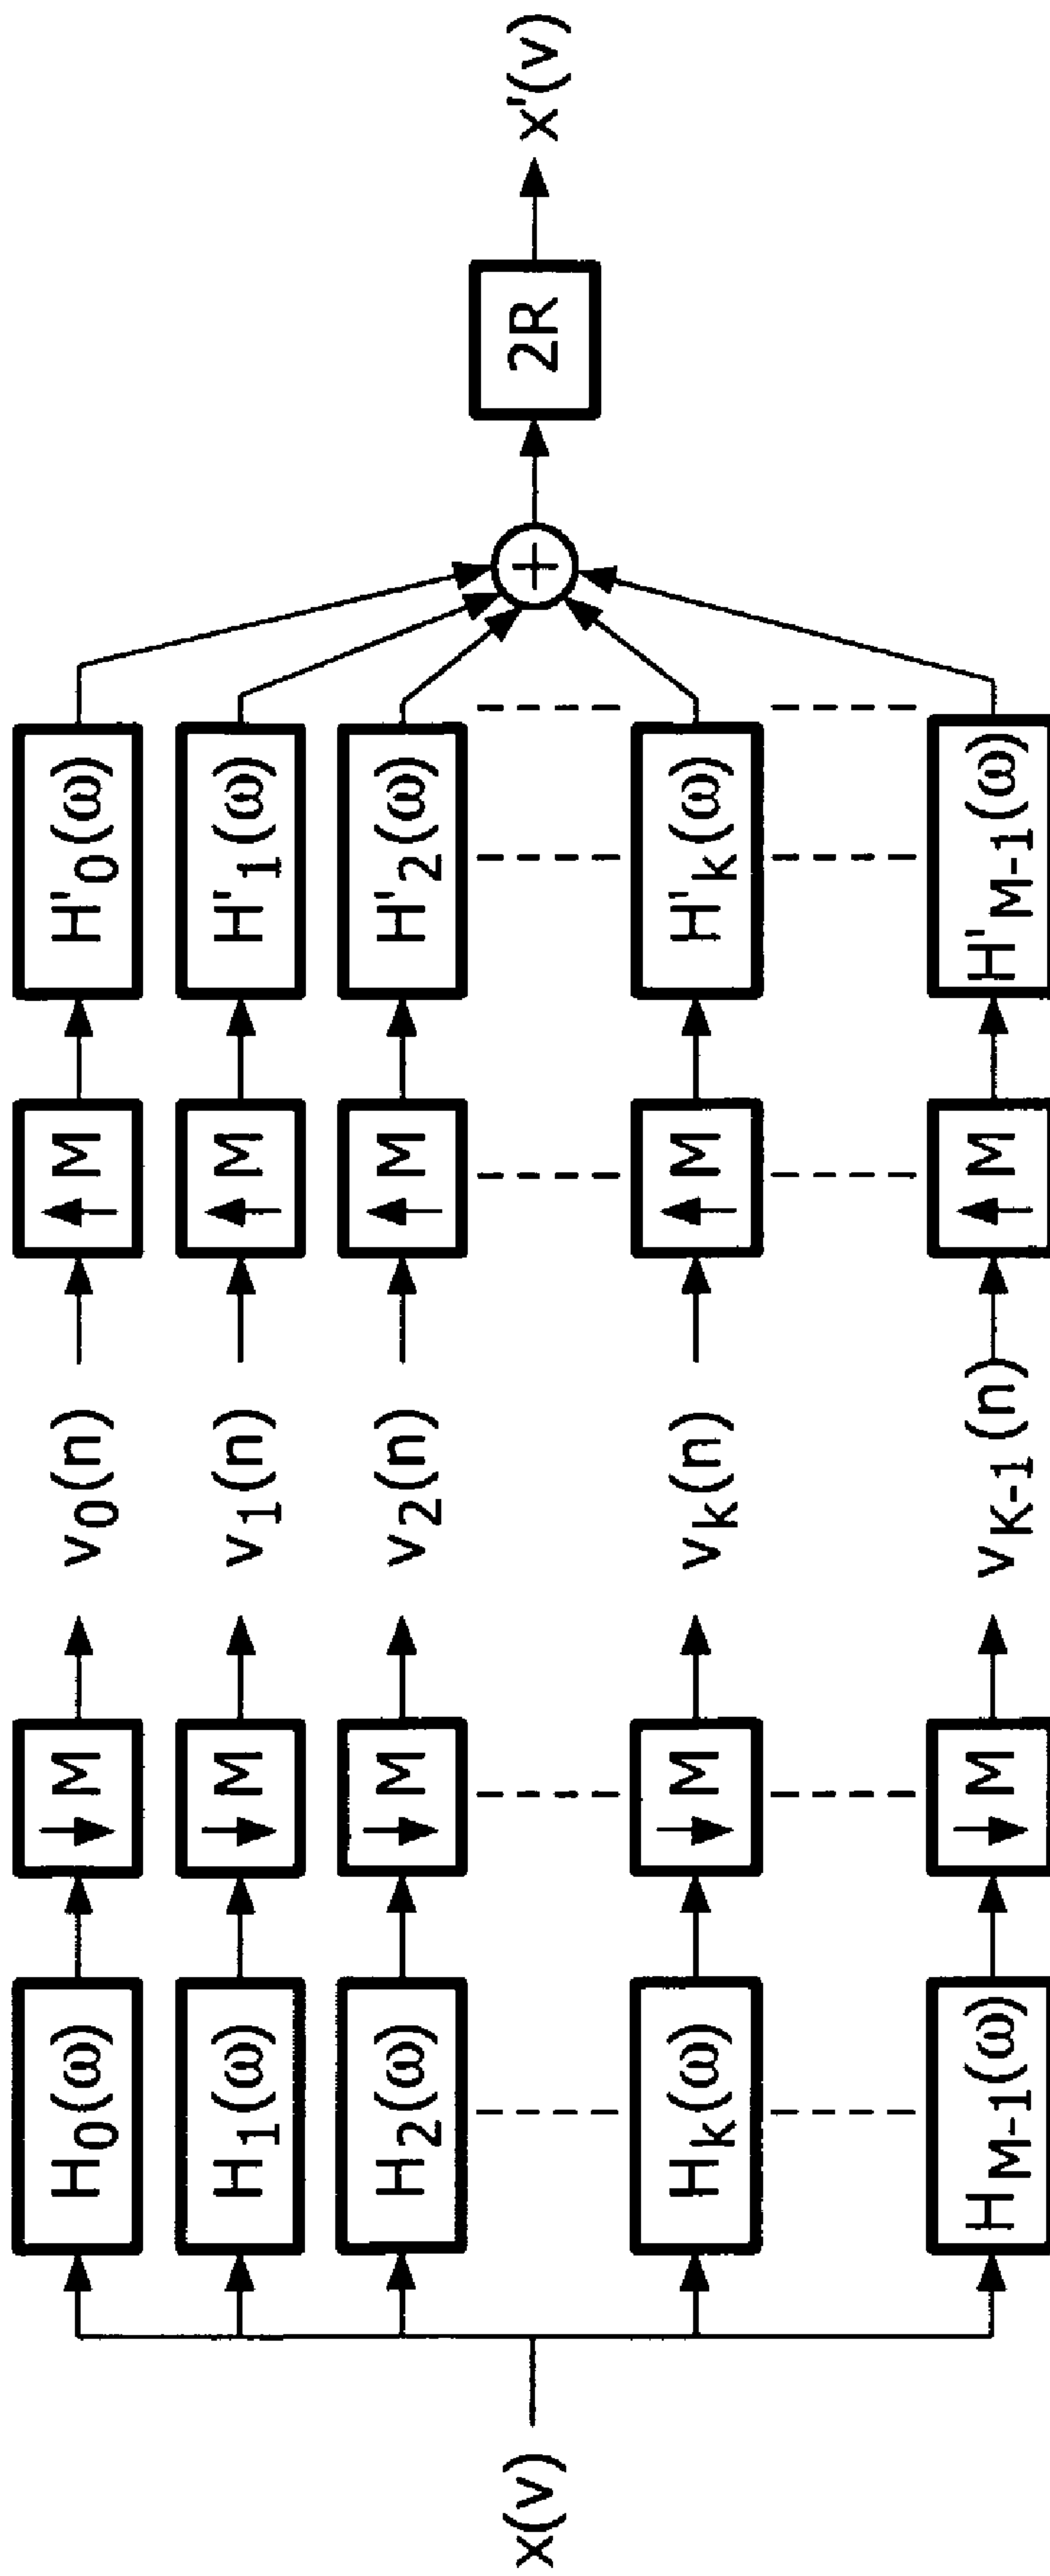 x(v)
H0(ω) ↓ M v0(n) ↑ M H'0(ω)
H1(ω) ↓ M v1(n) ↑ M H'1(ω)
H2(ω) ↓ M v2(n) ↑ M H'2(ω)
Hk(ω) ↓ M vk(n) ↑ M H'k(ω)
HM-1(ω) ↓ M vK-1(n) ↑ M H'M-1(ω)
+
2R
x'(v)